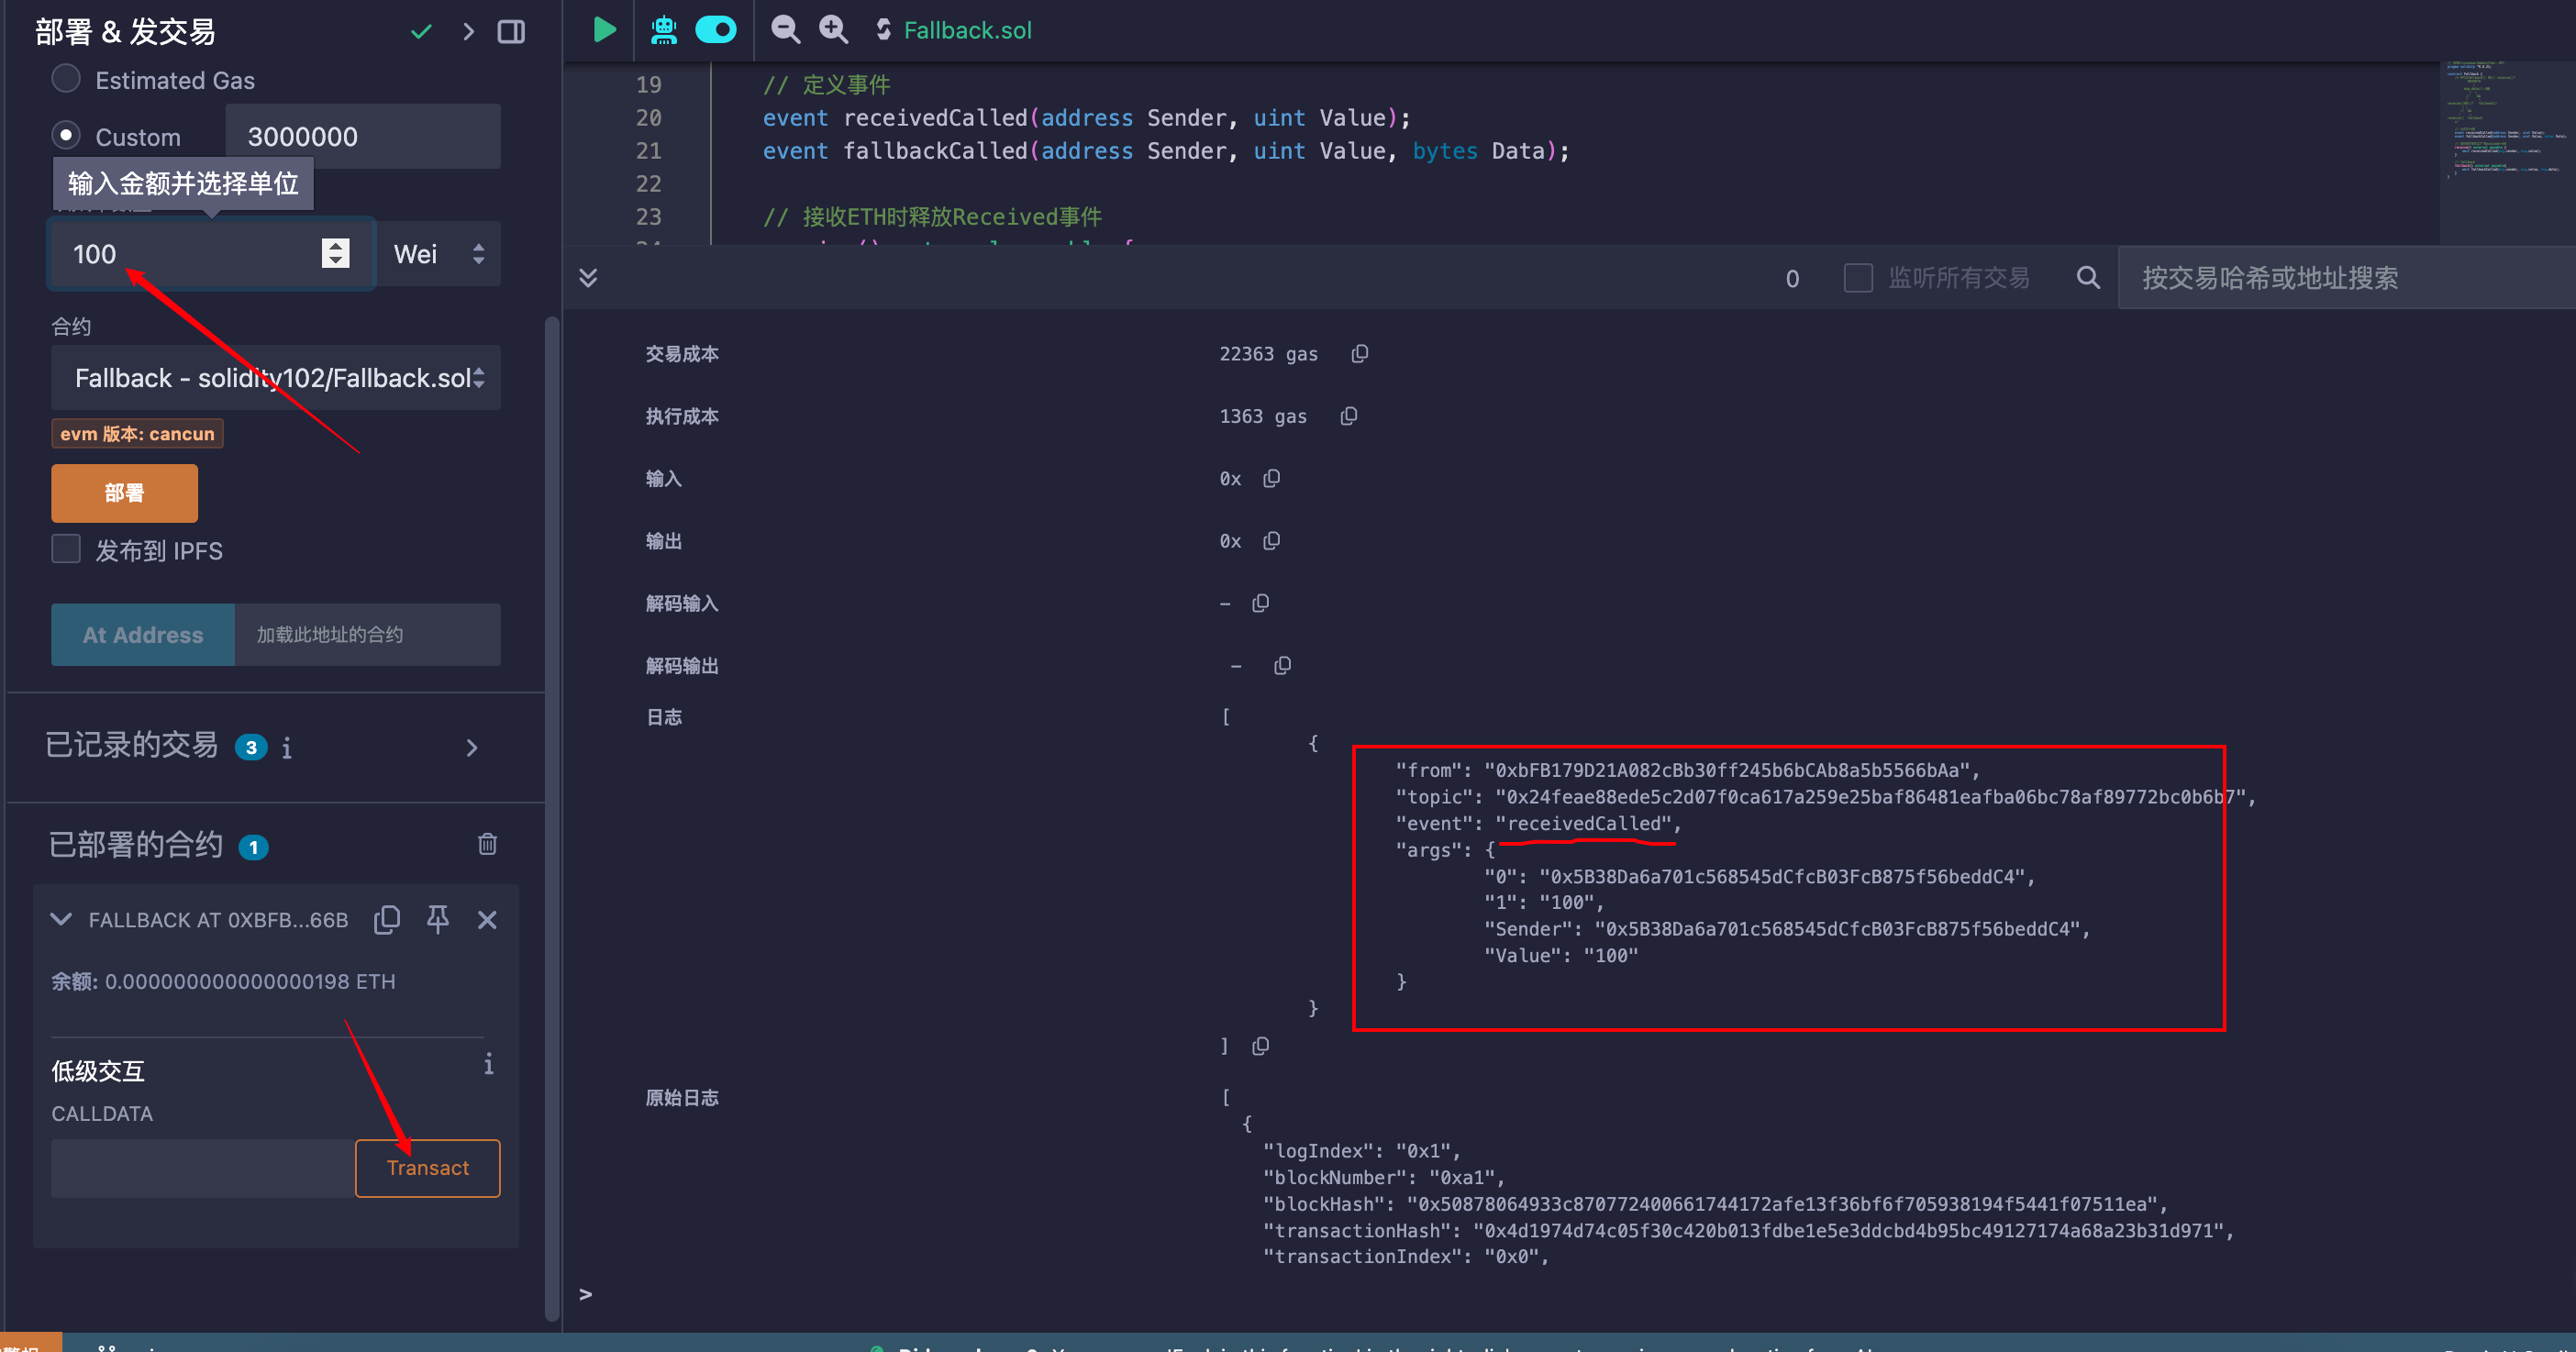 部署 & 发交易
Estimated Gas
Custom
3000000
输入金额并选择单位
100
Wei
合约
Fallback - solidity102/Fallback.sol
evm 版本: cancun
部署
发布到 IPFS
At Address
加载此地址的合约
已记录的交易 3 i
已部署的合约 1
FALLBACK AT 0XBFB...66B
余额: 0.000000000000000198 ETH
低级交互
i
CALLDATA
Transact
Fallback.sol
19 // 定义事件
20 event receivedCalled(address Sender, uint Value);
21 event fallbackCalled(address Sender, uint Value, bytes Data);
22
23 // 接收ETH时释放Received事件
0
监听所有交易
按交易哈希或地址搜索
交易成本 22363 gas
执行成本 1363 gas
输入 0x
输出 0x
解码输入 –
解码输出 –
日志 [
{
"from": "0xbFB179D21A082cBb30ff245b6bCAb8a5b5566bAa",
"topic": "0x24feae88ede5c2d07f0ca617a259e25baf86481eafba06bc78af89772bc0b6b7",
"event": "receivedCalled",
"args": {
"0": "0x5B38Da6a701c568545dCfcB03FcB875f56beddC4",
"1": "100",
"Sender": "0x5B38Da6a701c568545dCfcB03FcB875f56beddC4",
"Value": "100"
}
}
]
原始日志 [
{
"logIndex": "0x1",
"blockNumber": "0xa1",
"blockHash": "0x50878064933c870772400661744172afe13f36bf6f705938194f5441f07511ea",
"transactionHash": "0x4d1974d74c05f30c420b013fdbe1e5e3ddcbd4b95bc49127174a68a23b31d971",
"transactionIndex": "0x0",
>